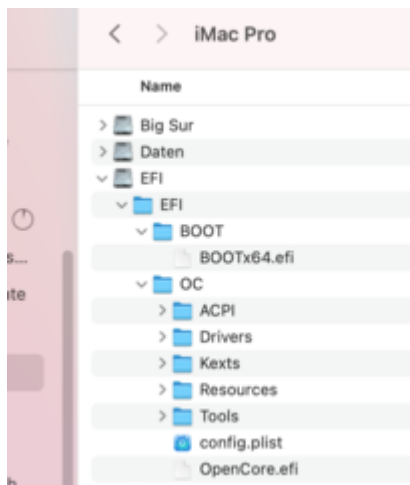 iMac Pro
Name
Big Sur
Daten
EFI
EFI
BOOT
BOOTx64.efi
OC
ACPI
Drivers
Kexts
Resources
Tools
config.plist
OpenCore.efi